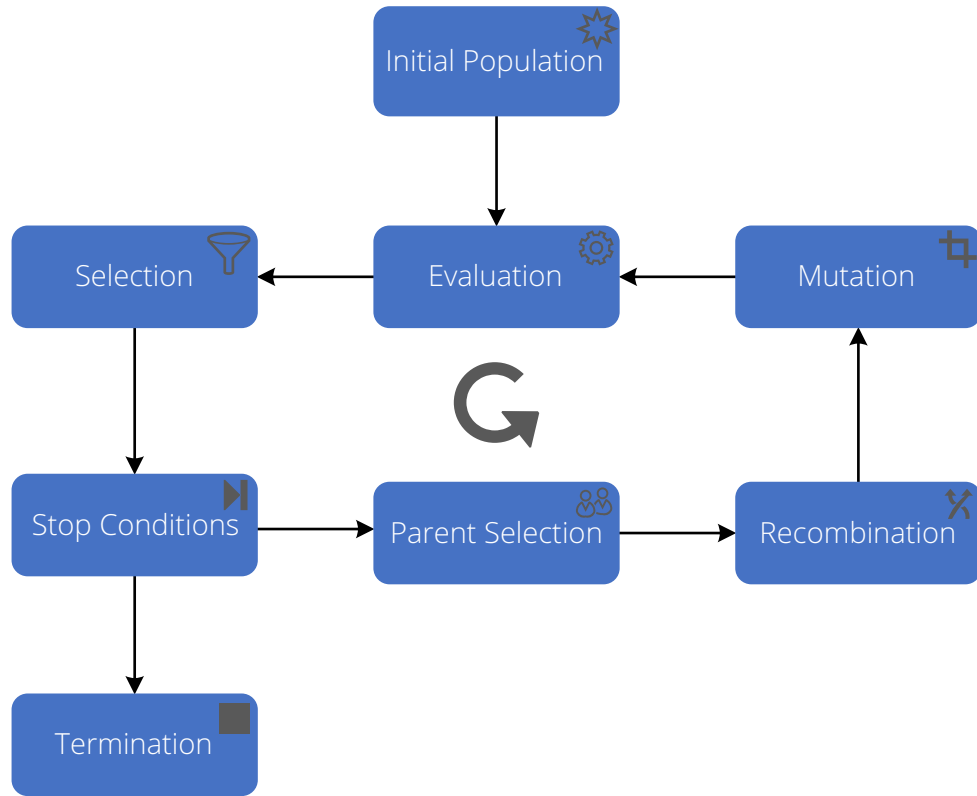 Initial Population
Selection
Evaluation
Mutation
Stop Conditions
Parent Selection
Recombination
Termination